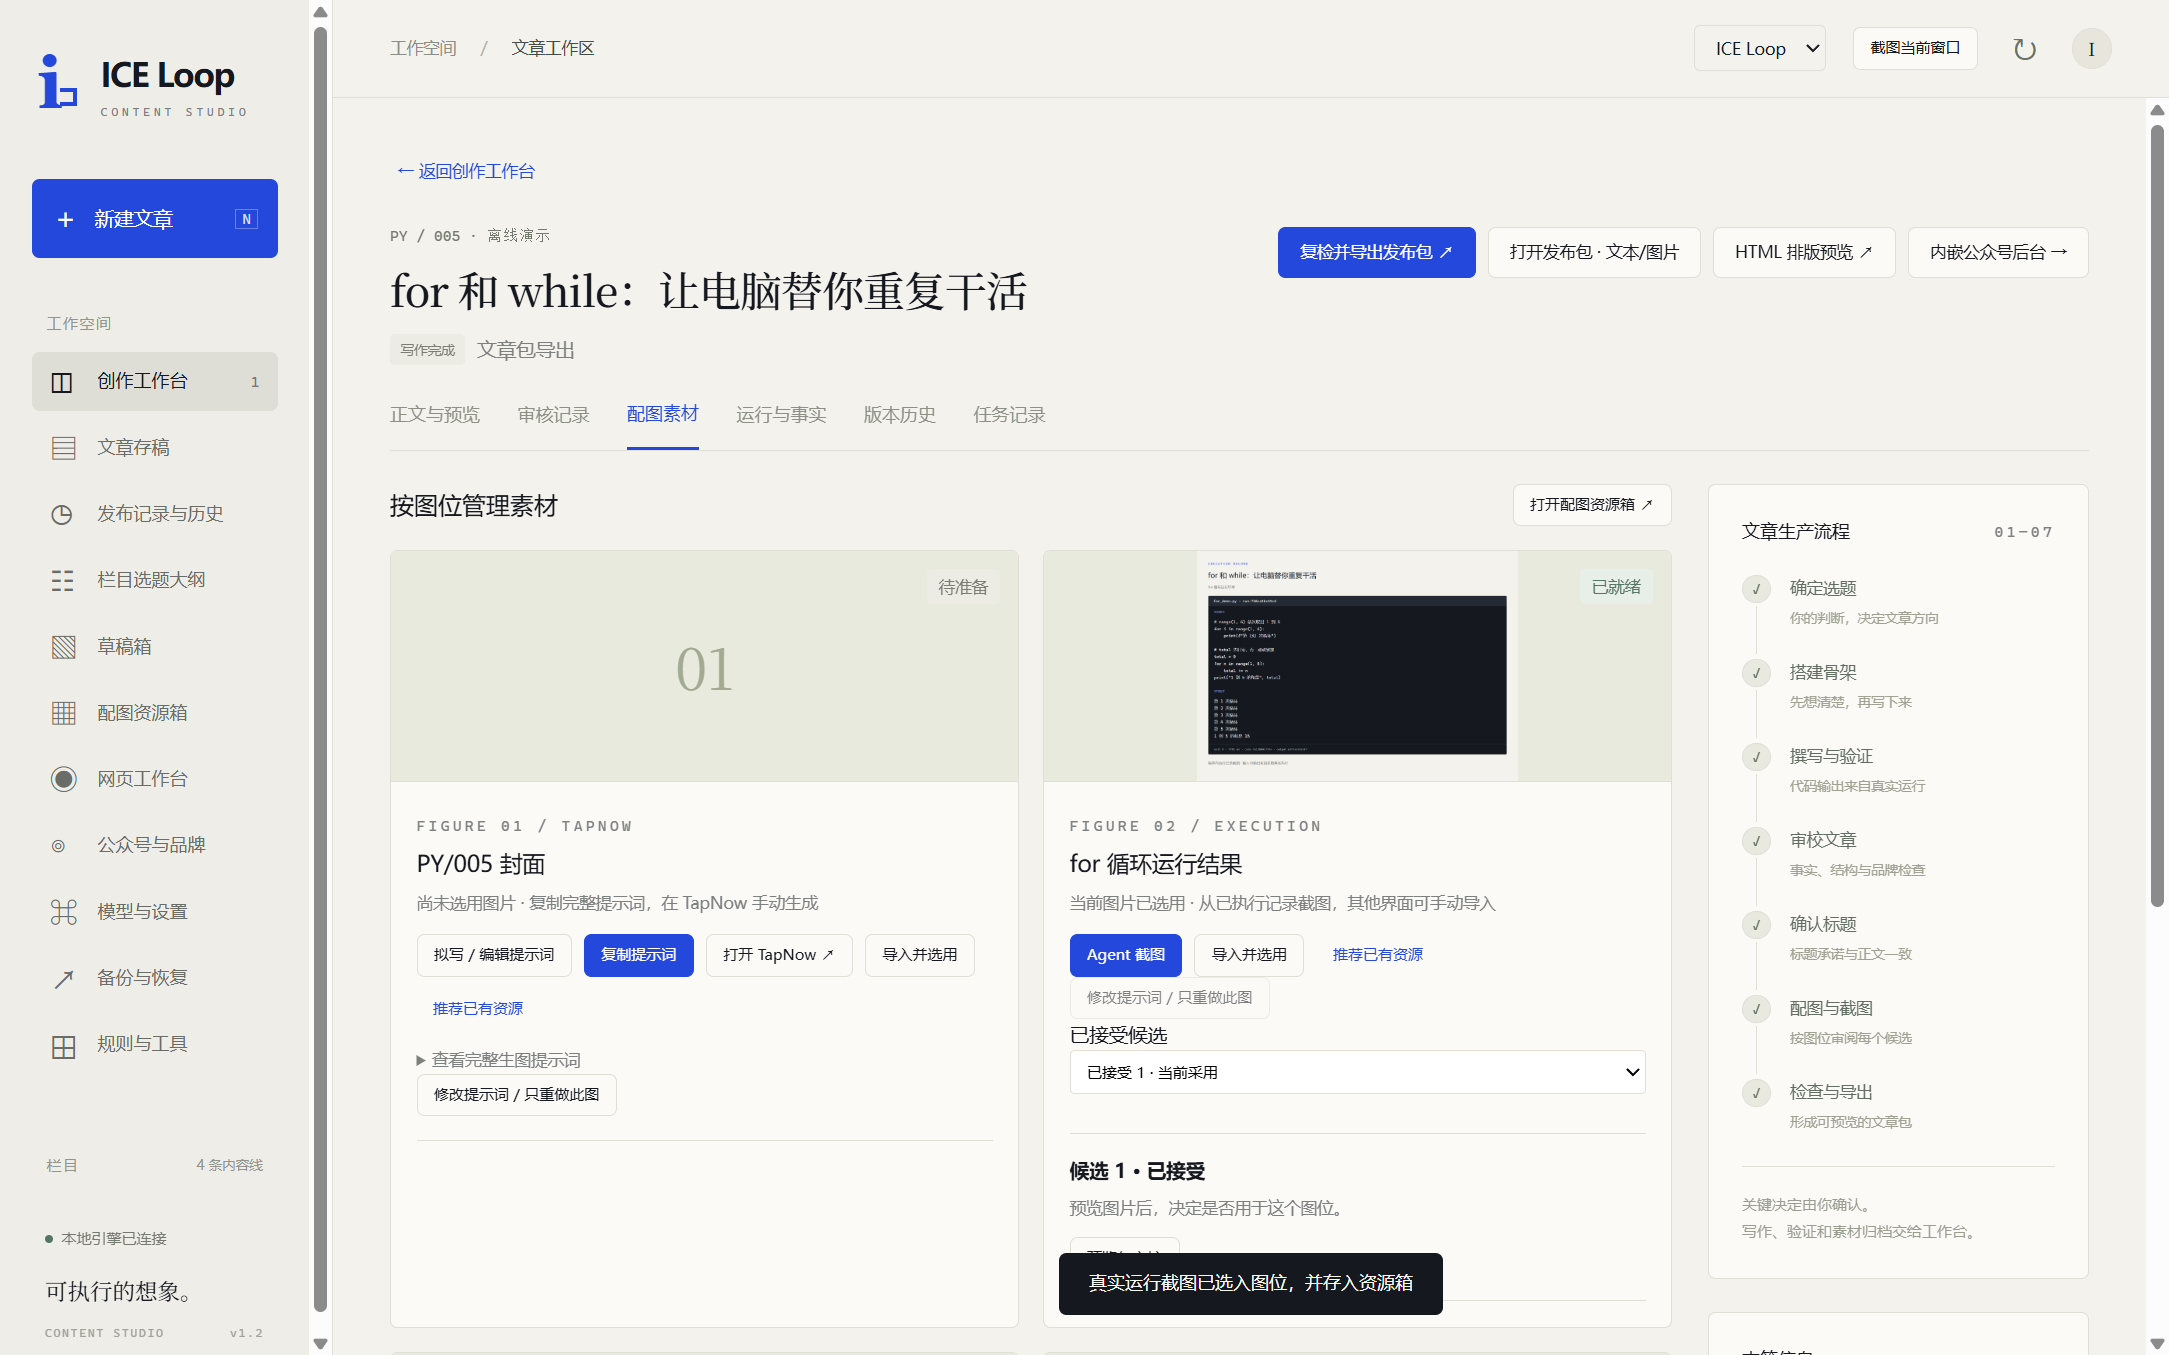 ICE Loop
CONTENT STUDIO
+ 新建文章 N
工作空间
创作工作台 1
文章存稿
发布记录与历史
栏目选题大纲
草稿箱
配图资源箱
网页工作台
公众号与品牌
模型与设置
备份与恢复
规则与工具
栏目 4 条内容线
本地引擎已连接
可执行的想象。
CONTENT STUDIO v1.2
工作空间 / 文章工作区
ICE Loop
截图当前窗口
I
← 返回创作工作台
PY / 005 · 离线演示
for 和 while：让电脑替你重复干活
写作完成 文章包导出
复检并导出发布包 ↗
打开发布包 · 文本/图片
HTML 排版预览 ↗
内嵌公众号后台 →
正文与预览 审核记录 配图素材 运行与事实 版本历史 任务记录
按图位管理素材
打开配图资源箱 ↗
待准备
01
FIGURE 01 / TAPNOW
PY/005 封面
尚未选用图片 · 复制完整提示词，在 TapNow 手动生成
拟写 / 编辑提示词 复制提示词 打开 TapNow ↗ 导入并选用
推荐已有资源
查看完整生图提示词
修改提示词 / 只重做此图
已就绪
for 和 while：让电脑替你重复干活
FIGURE 02 / EXECUTION
for 循环运行结果
当前图片已选用 · 从已执行记录截图，其他界面可手动导入
Agent 截图 导入并选用 推荐已有资源
修改提示词 / 只重做此图
已接受候选
已接受 1 · 当前采用
候选 1 · 已接受
预览图片后，决定是否用于这个图位。
真实运行截图已选入图位，并存入资源箱
文章生产流程 01—07
确定选题
你的判断，决定文章方向
搭建骨架
先想清楚，再写下来
撰写与验证
代码输出来自真实运行
审校文章
事实、结构与品牌检查
确认标题
标题承诺与正文一致
配图与截图
按图位审阅每个候选
检查与导出
形成可预览的文章包
关键决定由你确认。
写作、验证和素材归档交给工作台。